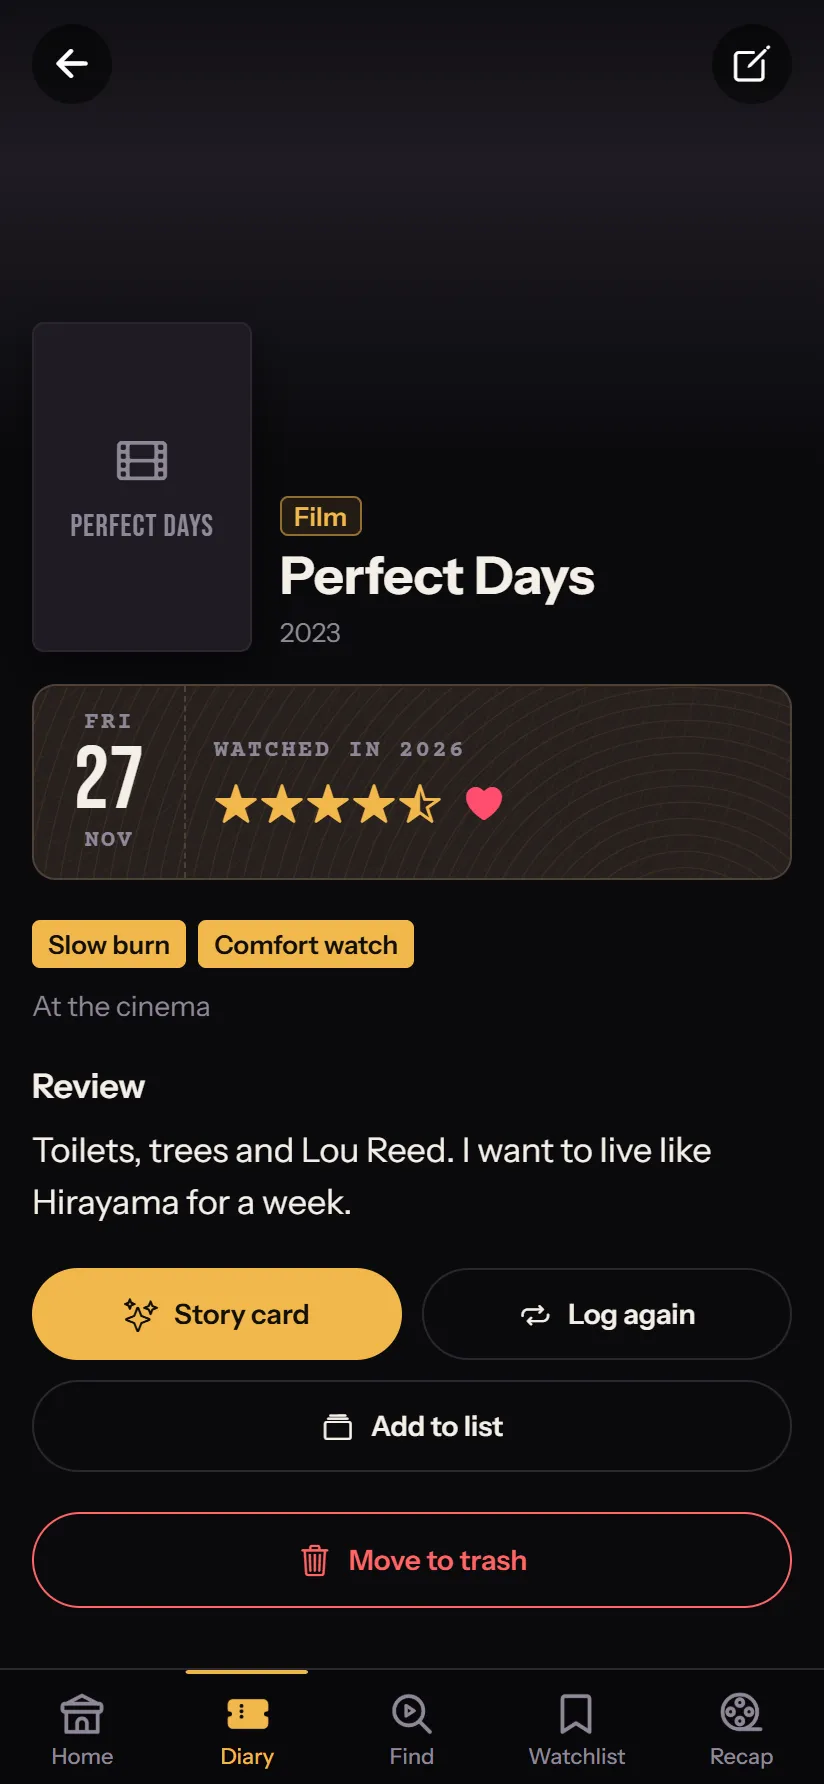 PERFECT DAYS
Film
Perfect Days
2023
FRI
27
NOV
WATCHED IN 2026
Slow burn
Comfort watch
At the cinema
Review
Toilets, trees and Lou Reed. I want to live like
Hirayama for a week.
Story card
Log again
Add to list
Move to trash
Home
Diary
Find
Watchlist
Recap